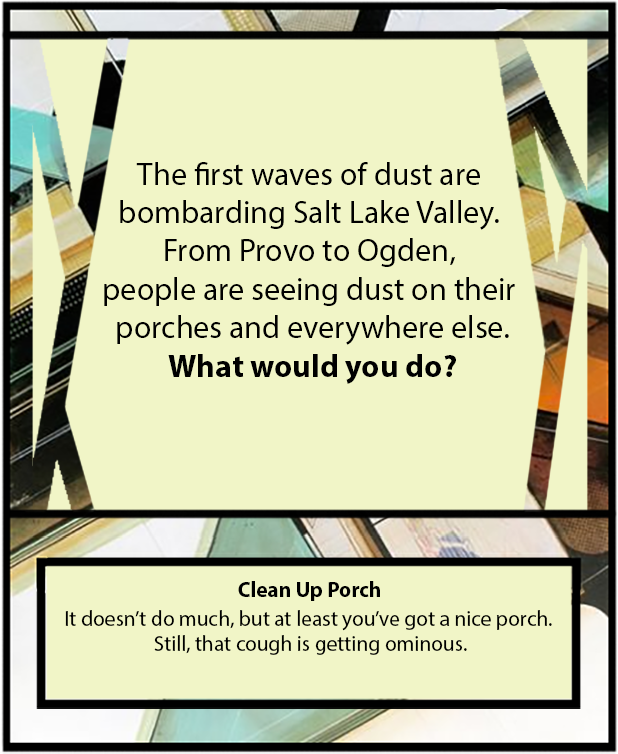 The first waves of dust are
bombarding Salt Lake Valley.
From Provo to Ogden,
people are seeing dust on their
porches and everywhere else.
What would you do?
Clean Up Porch
It doesn’t do much, but at least you’ve got a nice porch.
Still, that cough is getting ominous.